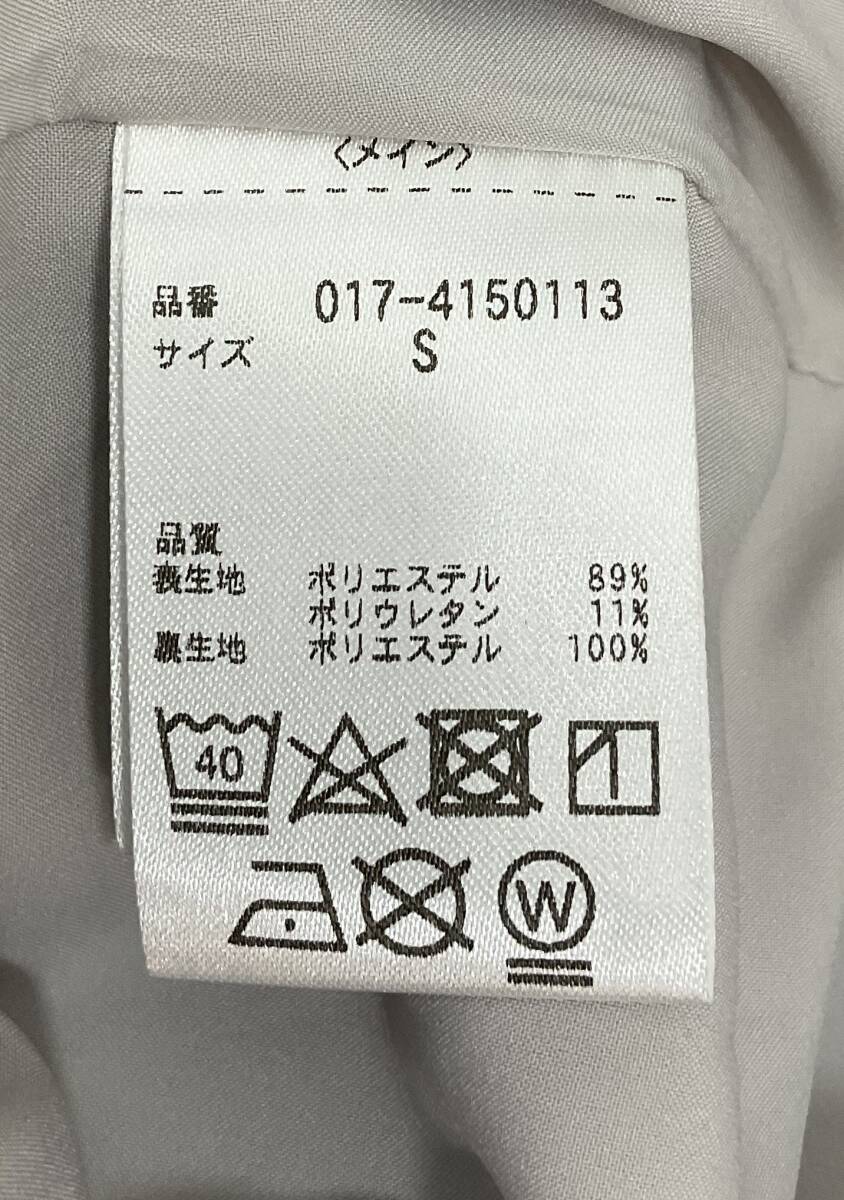 〈メイン〉
品番 017-4150113
サイズ S
品質
表生地 ポリエステル 89%
ポリウレタン 11%
裏生地 ポリエステル 100%
40
W